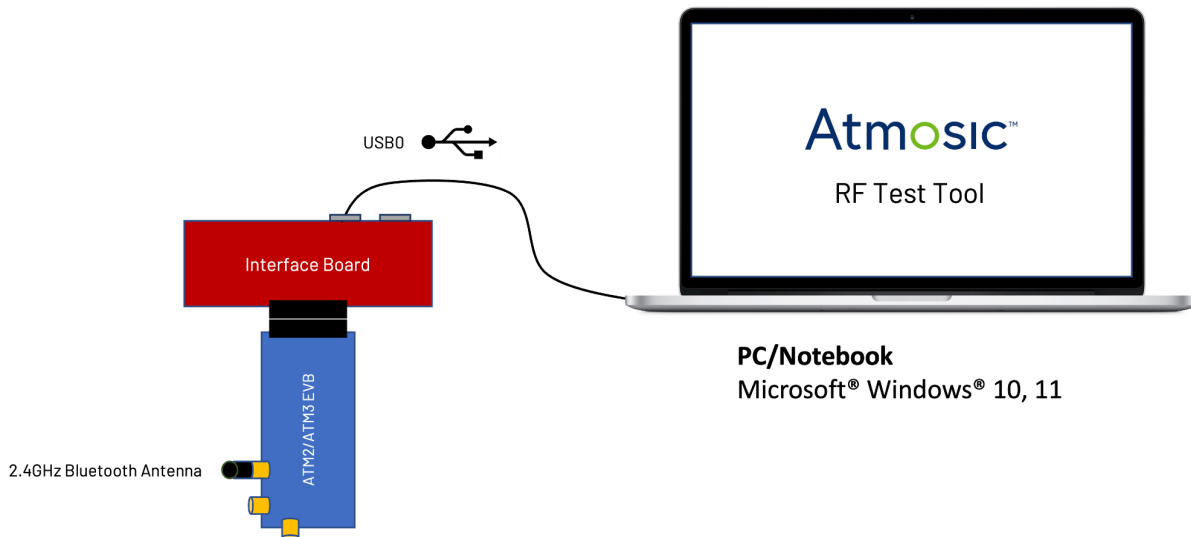 Atmosic™
RF Test Tool
USB0
Interface Board
ATM2/ATM3 EVB
2.4GHz Bluetooth Antenna
PC/Notebook
Microsoft® Windows® 10, 11